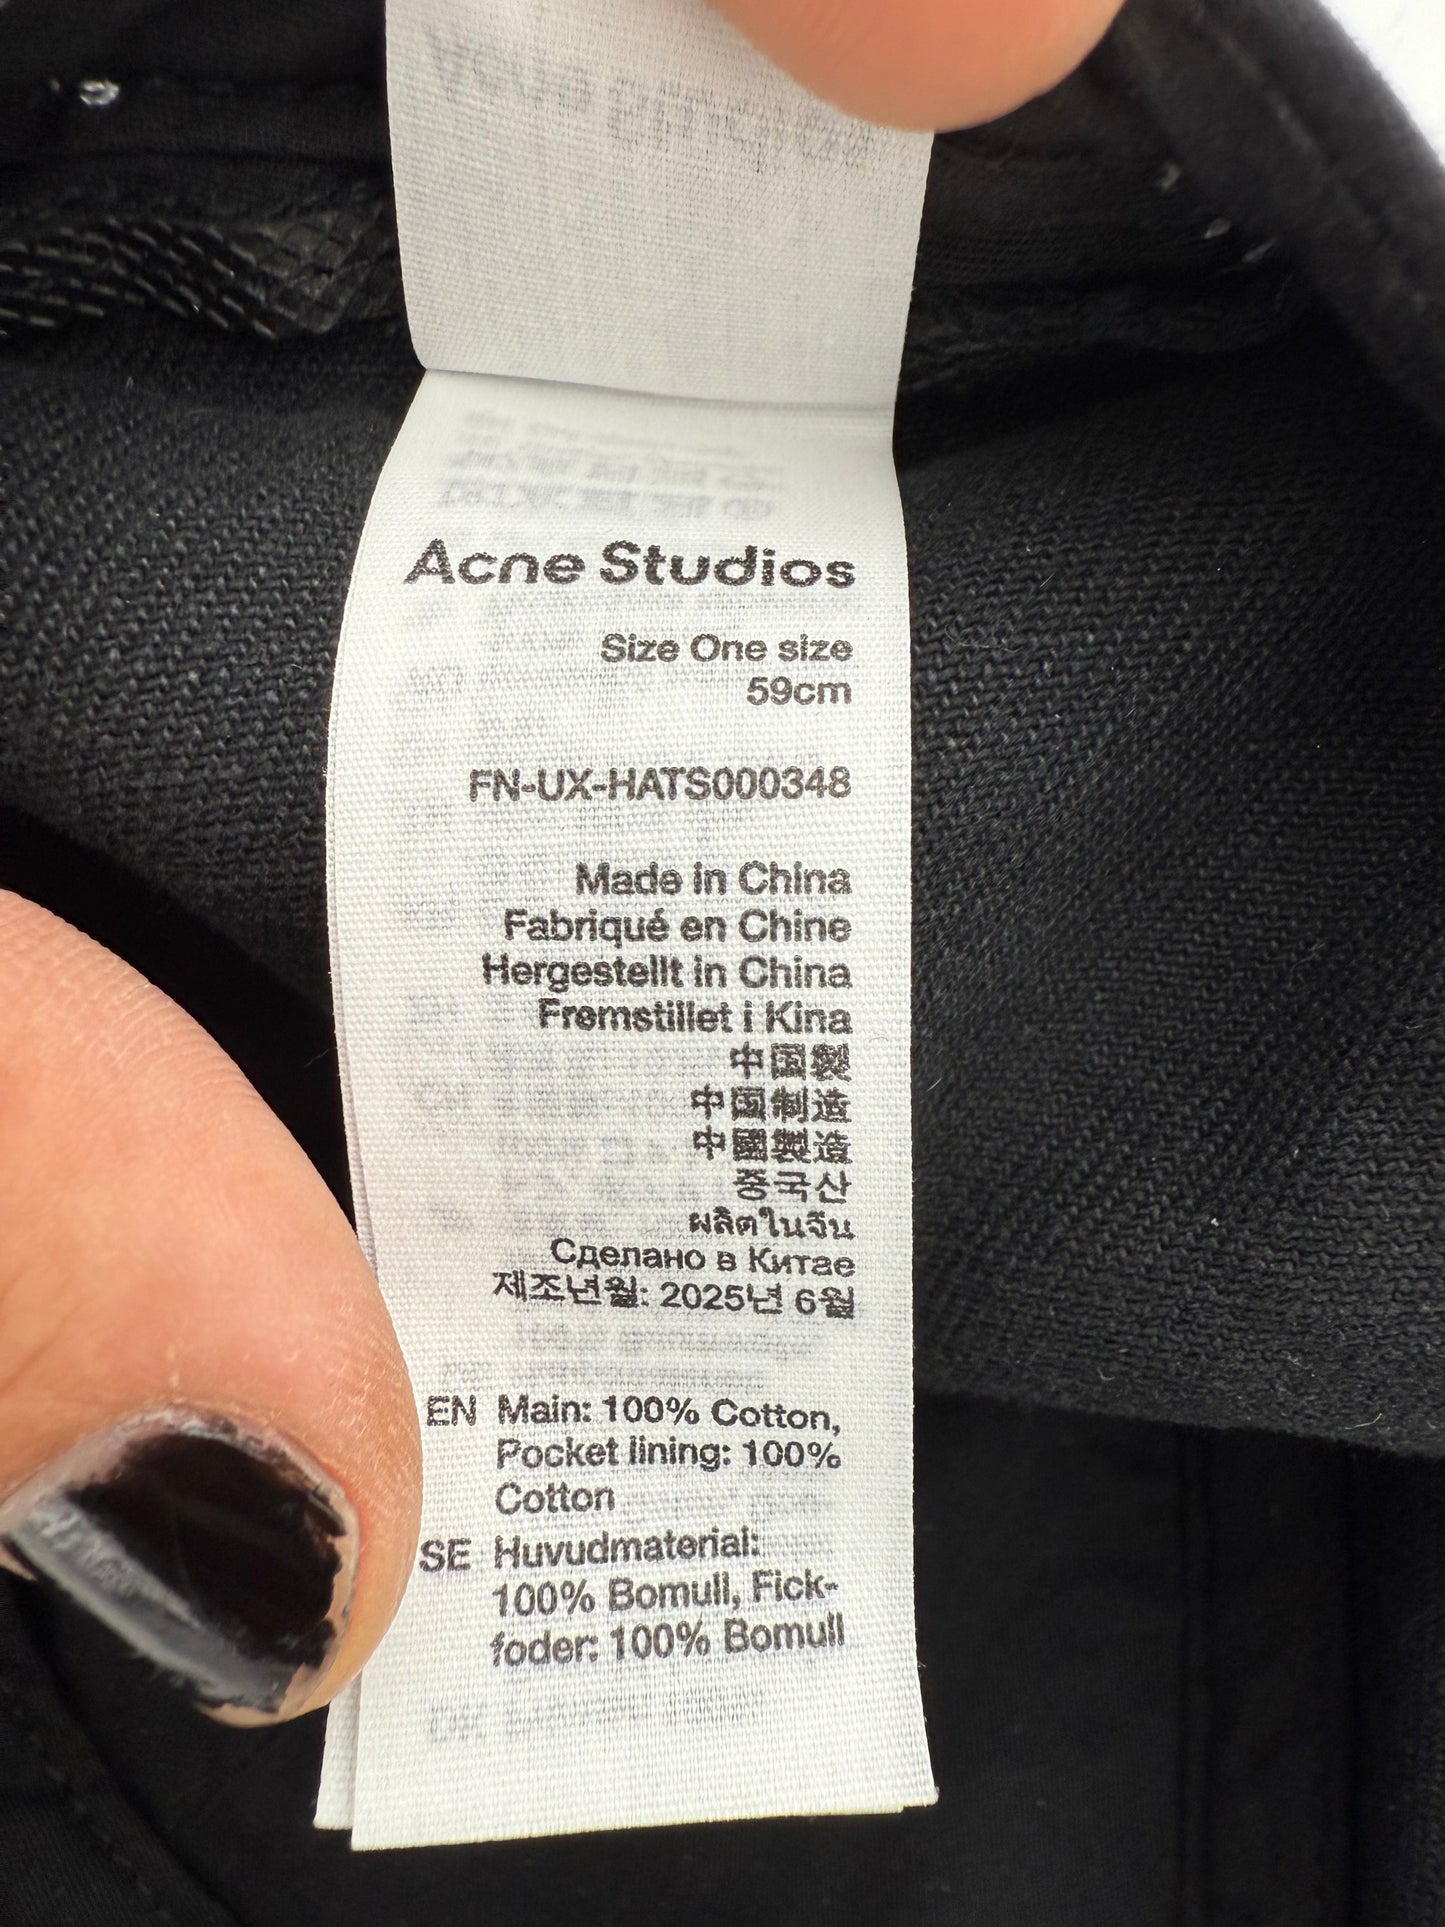 Acne Studios
Size One size
59cm
FN-UX-HATS000348
Made in China
Fabriqué en Chine
Hergestellt in China
Fremstillet i Kina
中国製
中国制造
中國製造
중국산
ผลิตในจีน
Сделано в Китае
제조년월: 2025년 6월
EN Main: 100% Cotton,
Pocket lining: 100%
Cotton
SE Huvudmaterial:
100% Bomull, Fick-
foder: 100% Bomull